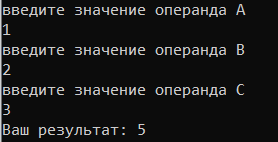 введите значение операнда A
1
введите значение операнда B
2
введите значение операнда C
3
Ваш результат: 5